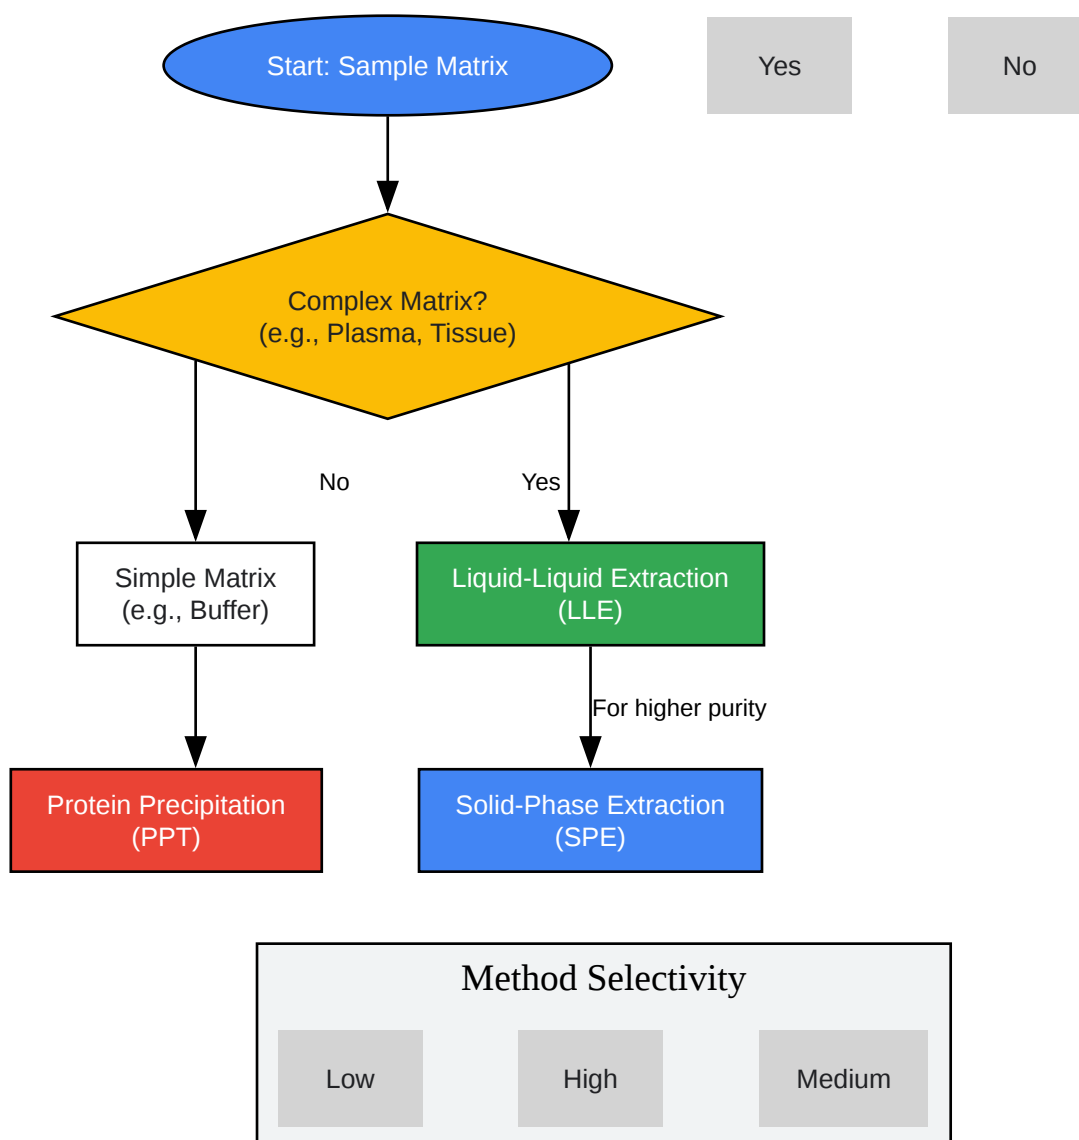 Start: Sample Matrix
Yes
No
Complex Matrix?
(e.g., Plasma, Tissue)
No
Yes
Simple Matrix
(e.g., Buffer)
Liquid-Liquid Extraction
(LLE)
For higher purity
Protein Precipitation
(PPT)
Solid-Phase Extraction
(SPE)
Method Selectivity
Low
High
Medium